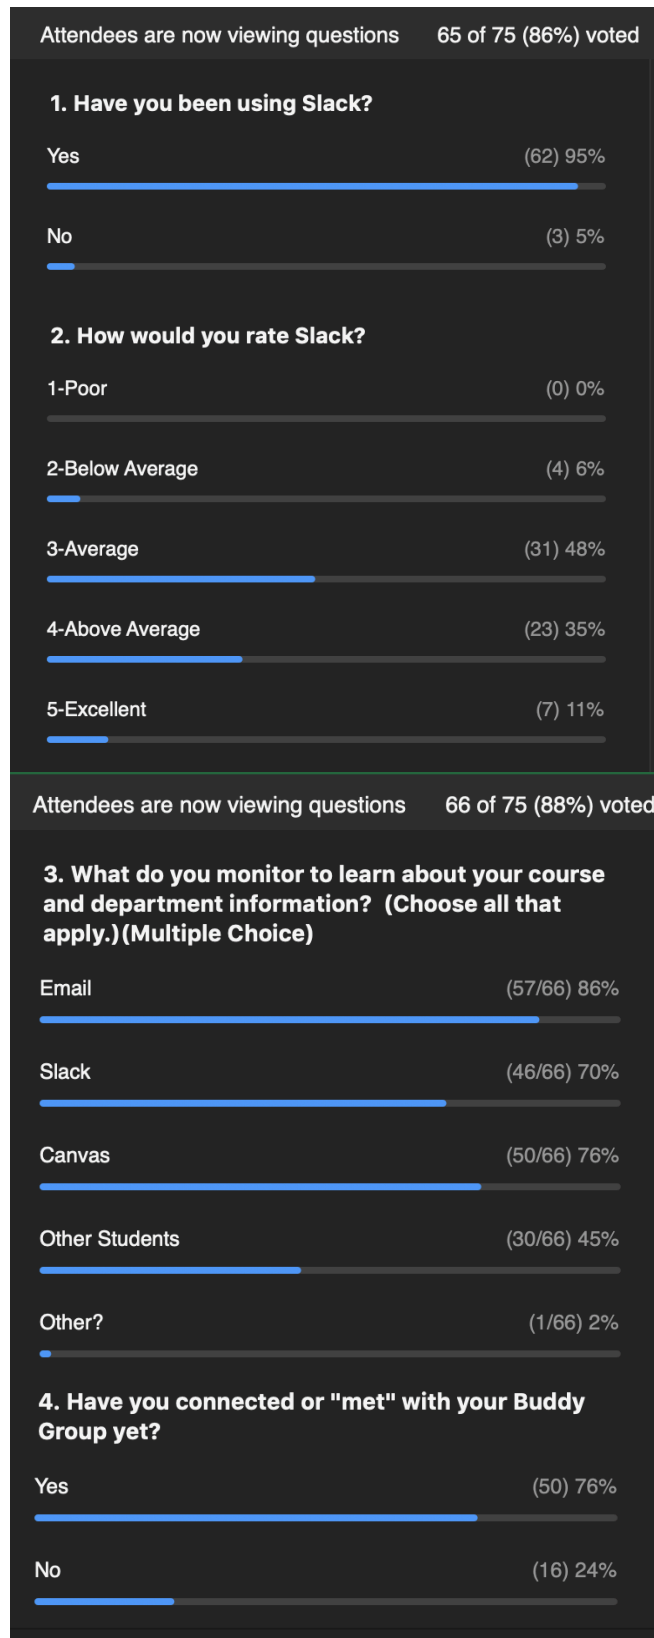 Attendees are now viewing questions 65 of 75 (86%) voted
1. Have you been using Slack?
Yes (62) 95%
No (3) 5%
2. How would you rate Slack?
1-Poor (0) 0%
2-Below Average (4) 6%
3-Average (31) 48%
4-Above Average (23) 35%
5-Excellent (7) 11%
Attendees are now viewing questions 66 of 75 (88%) voted
3. What do you monitor to learn about your course
and department information?  (Choose all that
apply.)(Multiple Choice)
Email (57/66) 86%
Slack (46/66) 70%
Canvas (50/66) 76%
Other Students (30/66) 45%
Other? (1/66) 2%
4. Have you connected or "met" with your Buddy
Group yet?
Yes (50) 76%
No (16) 24%